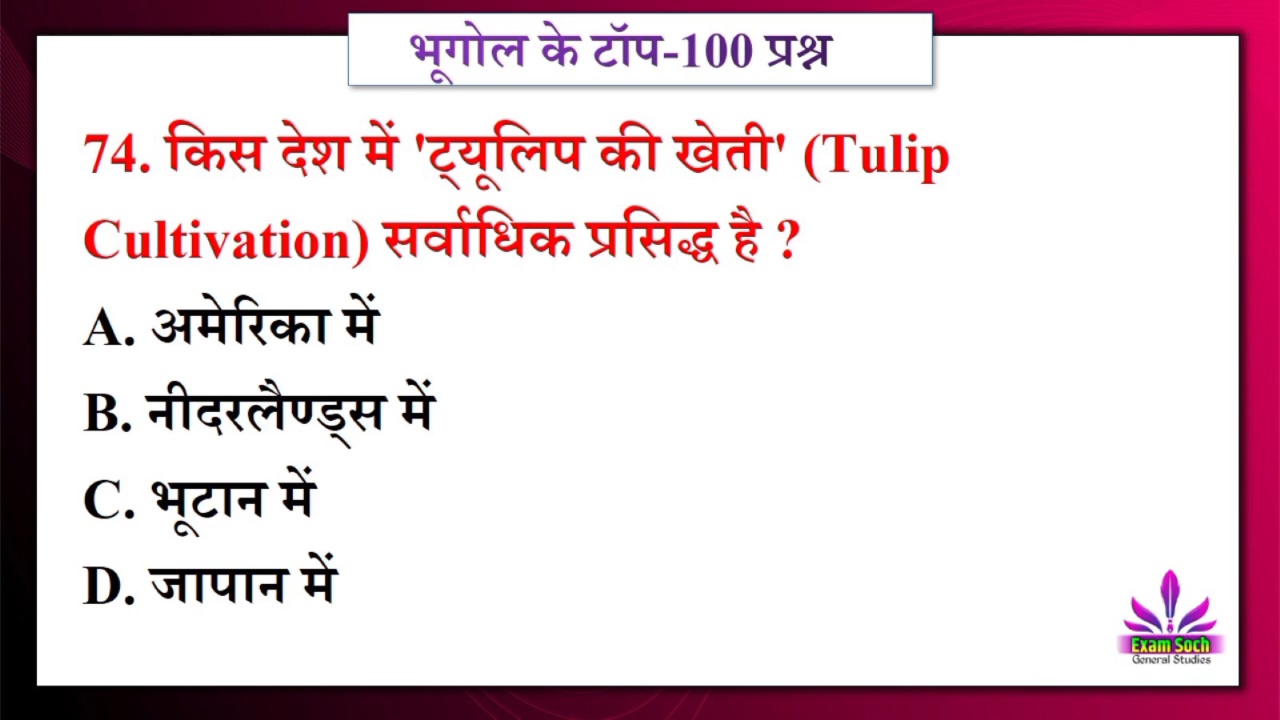 भूगोल के टॉप-100 प्रश्न
74. किस देश में 'ट्यूलिप की खेती' (Tulip
Cultivation) सर्वाधिक प्रसिद्ध है ?
A. अमेरिका में
B. नीदरलैण्ड्स में
C. भूटान में
D. जापान में
Exam Soch
General Studies